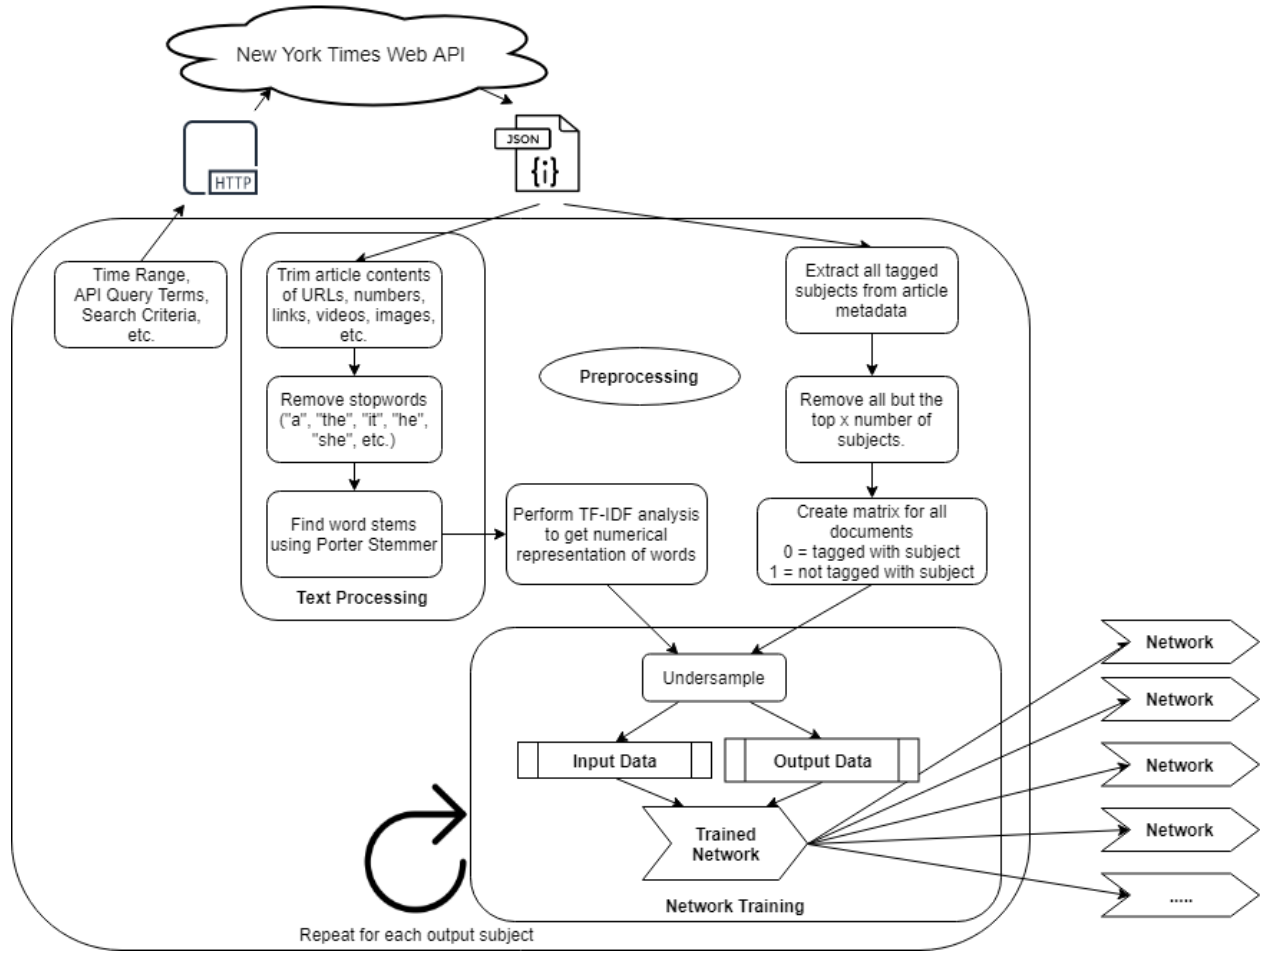 New York Times Web API
HTTP
JSON
{i}
Time Range,
API Query Terms,
Search Criteria,
etc.
Trim article contents
of URLs, numbers,
links, videos, images,
etc.
Remove stopwords
("a", "the", "it", "he",
"she", etc.)
Find word stems
using Porter Stemmer
Text Processing
Preprocessing
Extract all tagged
subjects from article
metadata
Remove all but the
top x number of
subjects.
Perform TF-IDF analysis
to get numerical
representation of words
Create matrix for all
documents
0 = tagged with subject
1 = not tagged with subject
Undersample
Input Data
Output Data
Trained
Network
Network Training
Repeat for each output subject
Network
Network
Network
Network
.....